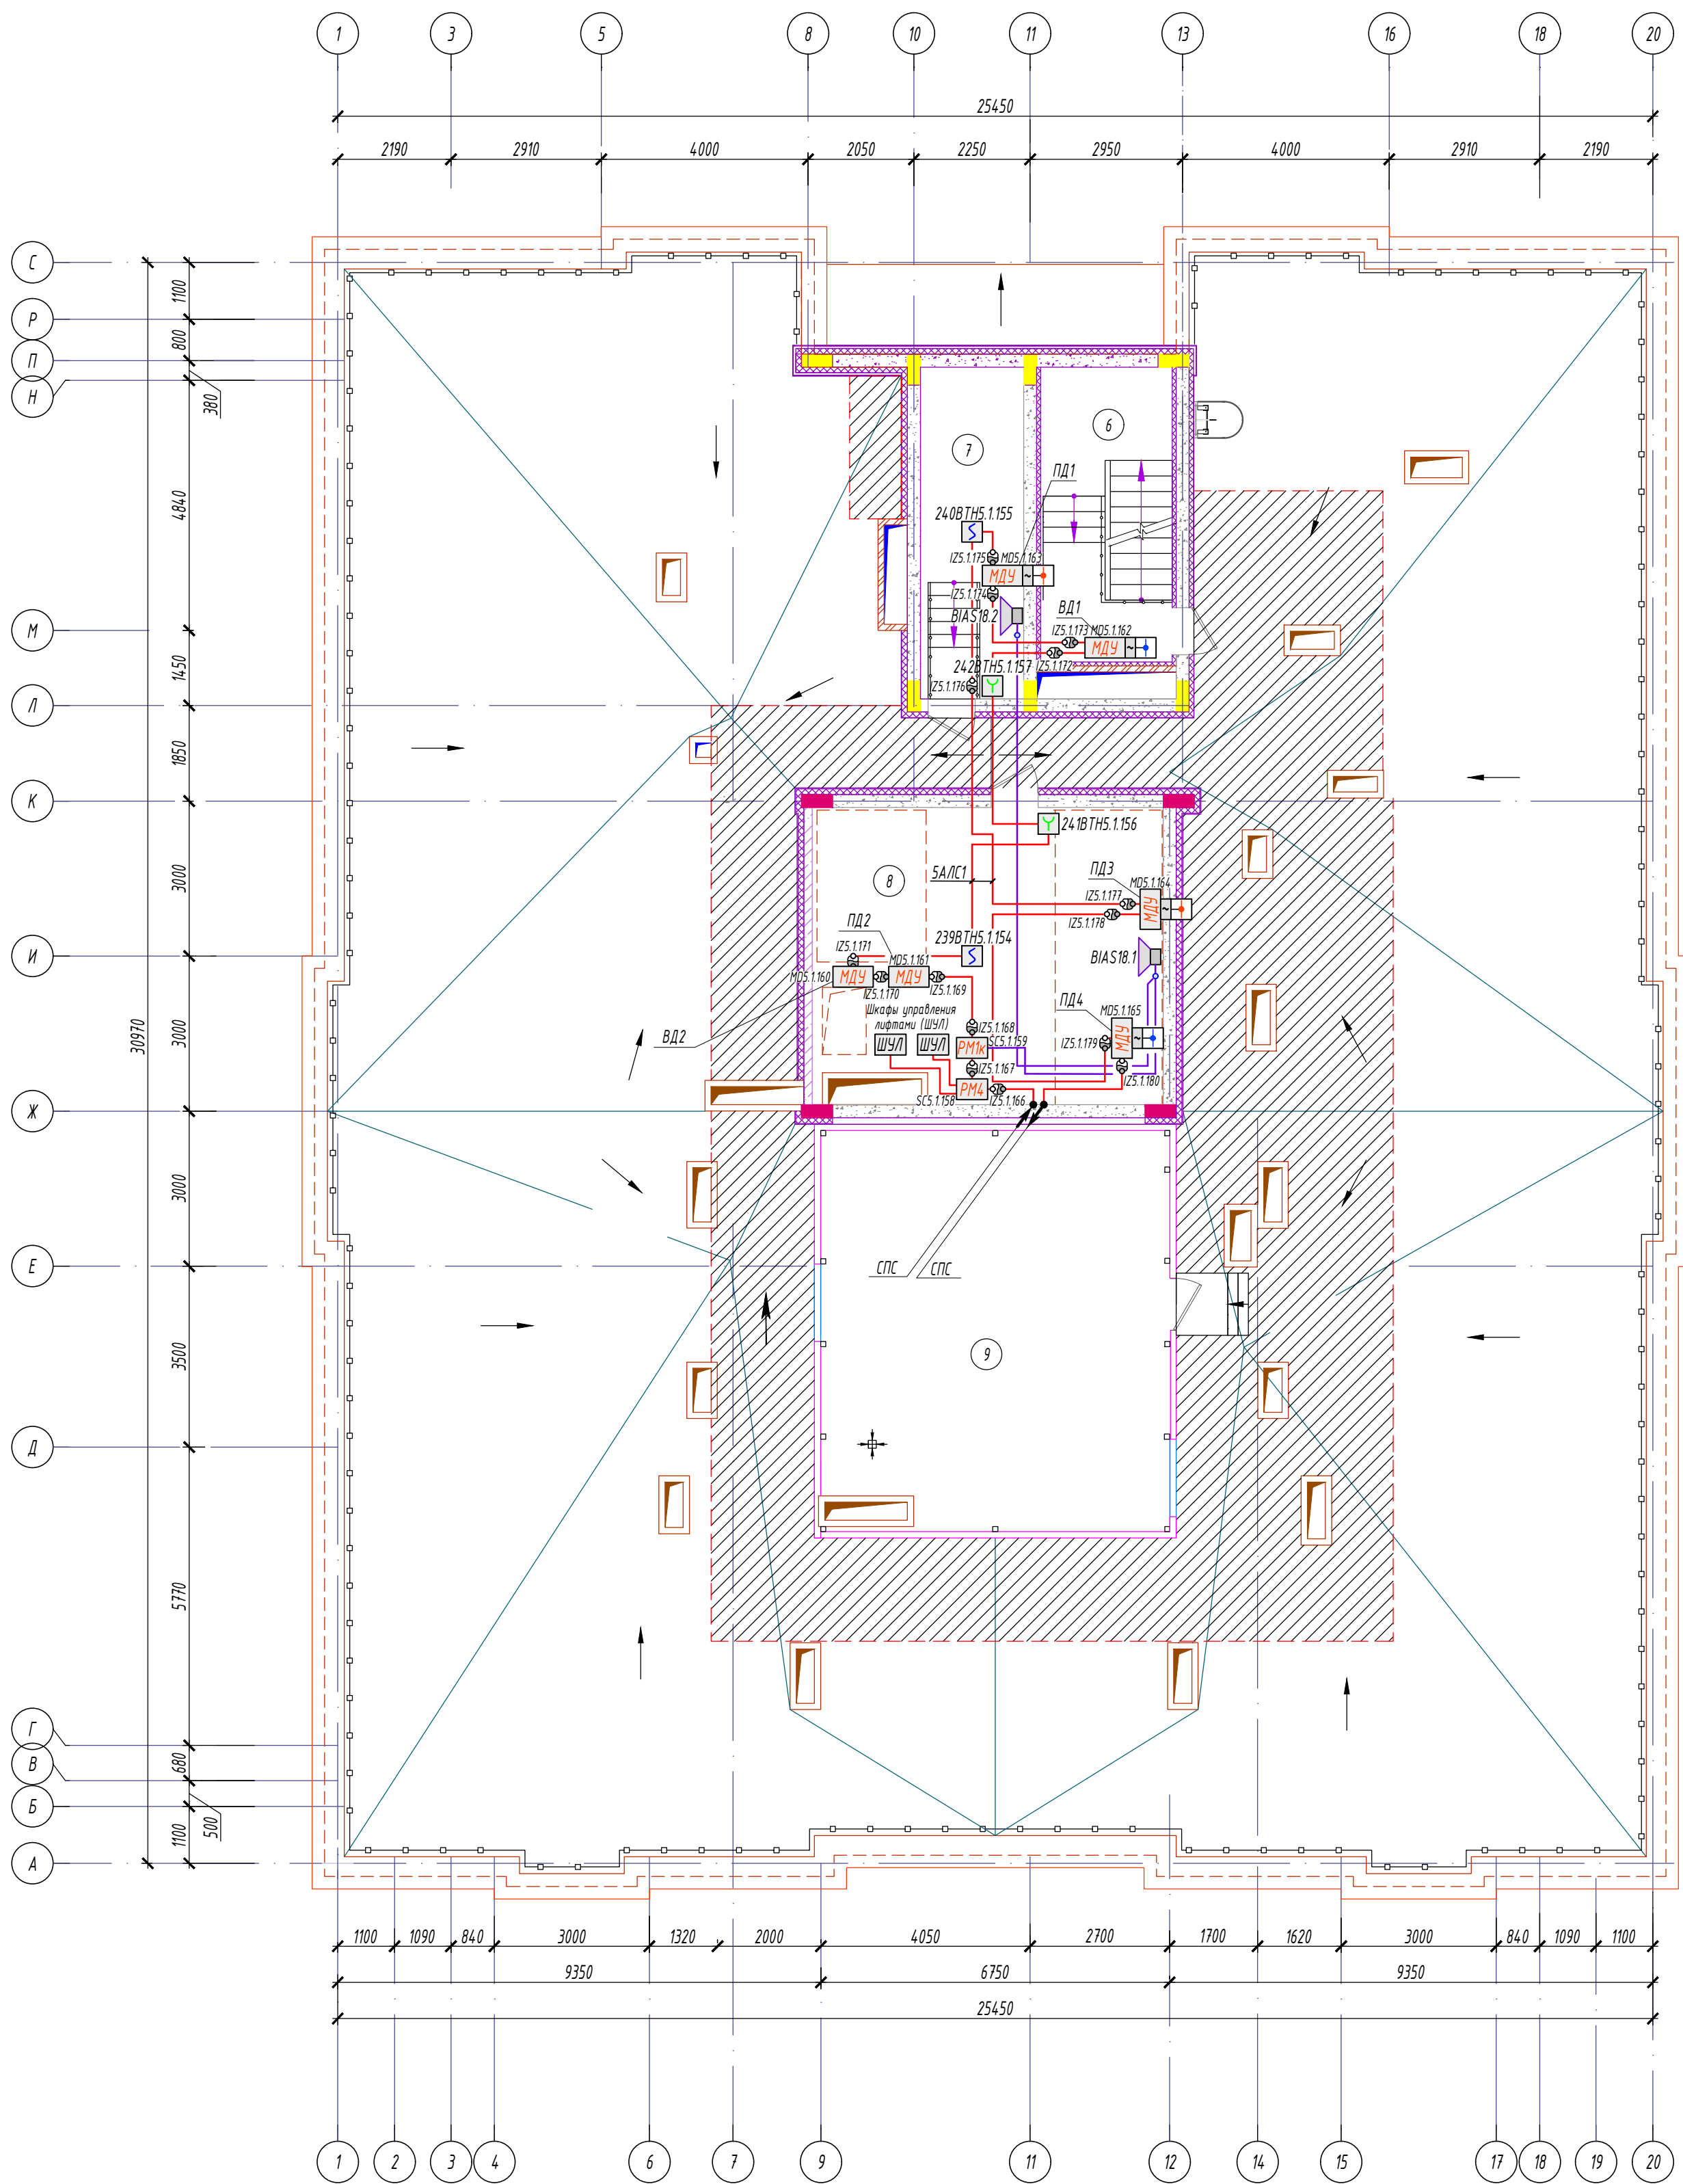 1 3 5 8 10 11 13 16 18 20
25450
2190 2910 4000 2050 2250 2950 4000 2910 2190
С
1100
Р
800
П
Н
380
7
6
ПД1
4840
240ВТН5.1.155
IZ5.1.175
MD5.1.163
МДУ
~
IZ5.1.174
BIAS18.2
ВД1
М
IZ5.1.173
MD5.1.162
МДУ
~
1450
242ВТН5.1.157
IZ5.1.172
IZ5.1.176
Л
1850
К
241ВТН5.1.156
3000
8
5АЛС1
ПД3
MD5.1.164
IZ5.1.177
МДУ
~
IZ5.1.178
ПД2
239ВТН5.1.154
IZ5.1.171
И
MD5.1.161
BIAS18.1
MD5.1.160
МДУ
МДУ
IZ5.1.170
IZ5.1.169
ПД4
MD5.1.165
30970
3000
Шкафы управления
лифтами (ШУЛ)
IZ5.1.168
ВД2
ШУЛ
ШУЛ
РМ1к
SC5.1.159
IZ5.1.179
МДУ
~
IZ5.1.167
IZ5.1.180
РМ4
SC5.1.158
IZ5.1.166
Ж
3000
Е
СПС
СПС
3500
9
Д
5770
Г
В
680
Б
500
1100
А
1100 1090 840 3000 1320 2000 4050 2700 1700 1620 3000 840 1090 1100
9350 6750 9350
25450
1 2 3 4 6 7 9 11 12 14 15 17 18 19 20